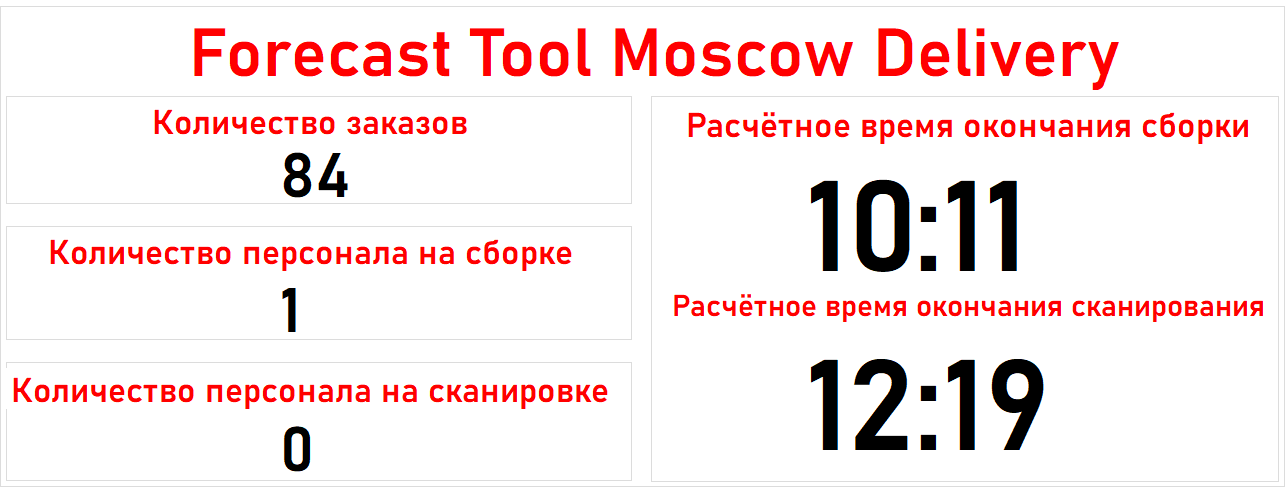 Forecast Tool Moscow Delivery
Количество заказов
84
Количество персонала на сборке
1
Количество персонала на сканировке
0
Расчётное время окончания сборки
10:11
Расчётное время окончания сканирования
12:19